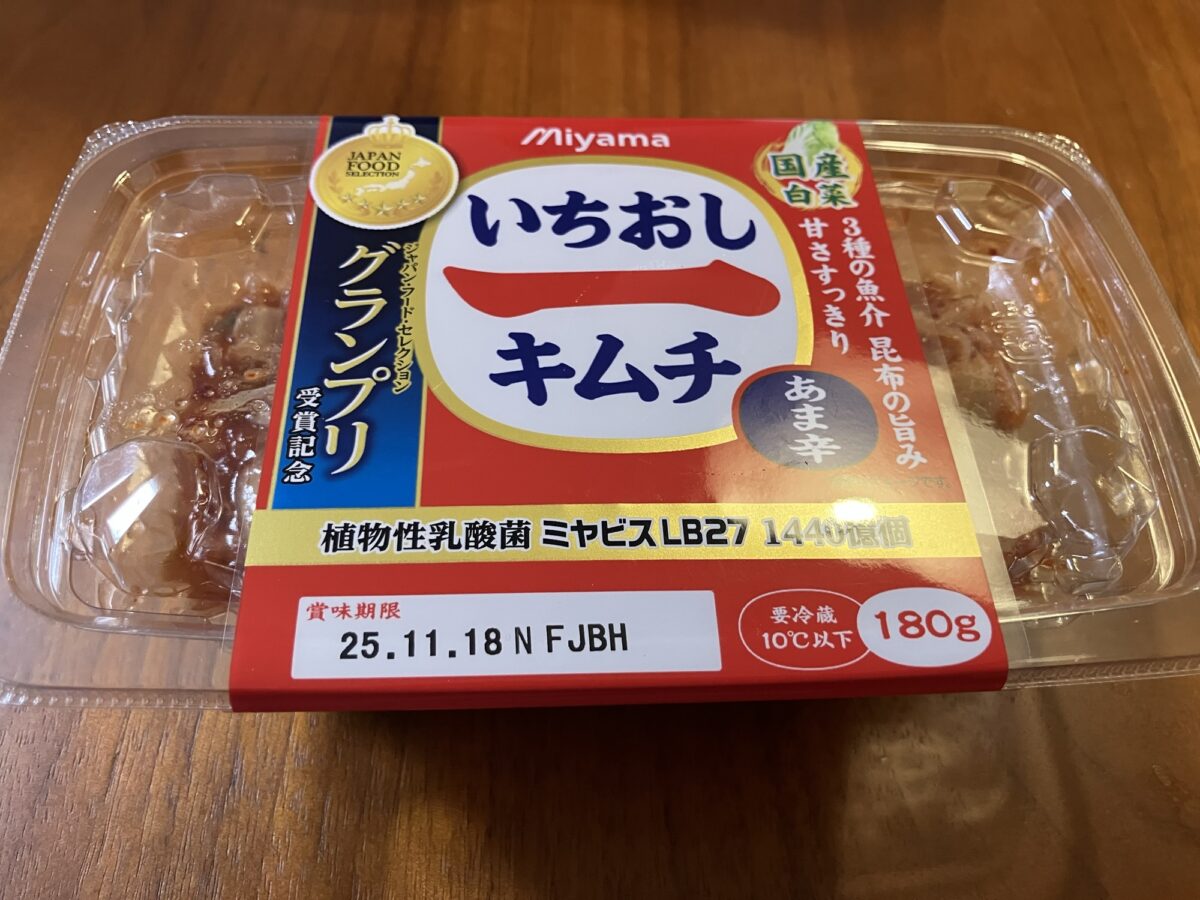 Miyama
JAPAN
FOOD
SELECTION
ジャパン・フード・セレクション
グランプリ
受賞記念
いちおし
一
キムチ
国産
白菜
3種の魚介 昆布の旨み
甘さすっきり
あま辛
植物性乳酸菌 ミヤビスLB27 1440億個
賞味期限
25.11.18 N FJBH
要冷蔵
10℃以下
180g